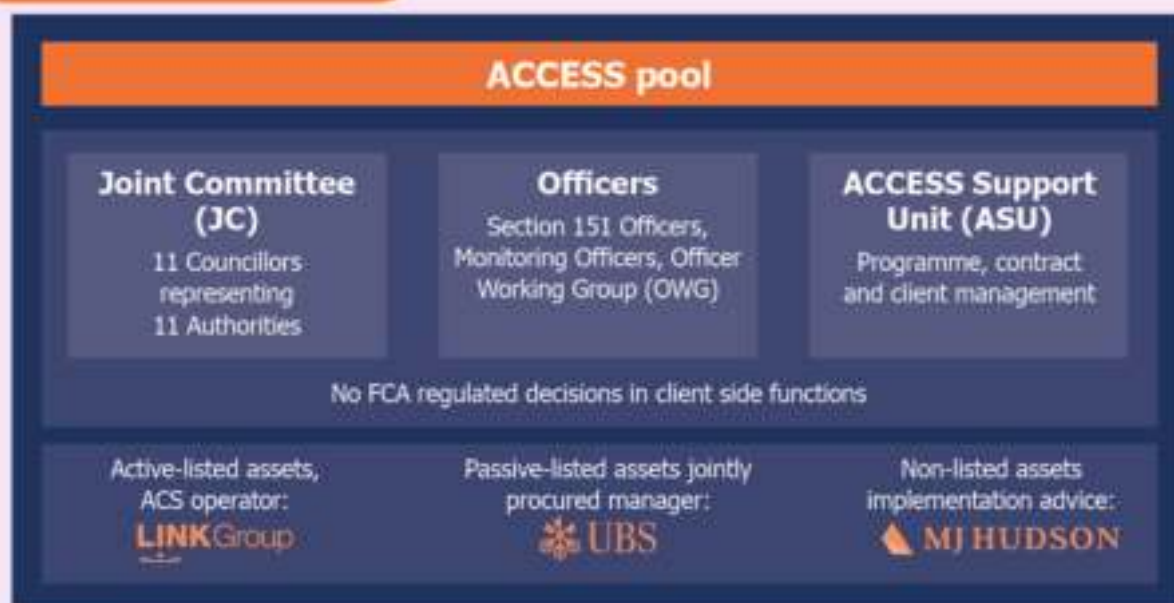 ACCESS pool
Joint Committee
(JC)
11 Councillors
representing
11 Authorities
Officers
Section 151 Officers,
Monitoring Officers, Officer
Working Group (OWG)
ACCESS Support
Unit (ASU)
Programme, contract
and client management
No FCA regulated decisions in client side functions
Active-listed assets,
ACS operator:
LINKGroup
Passive-listed assets jointly
procured manager:
UBS
Non-listed assets
implementation advice:
MJ HUDSON